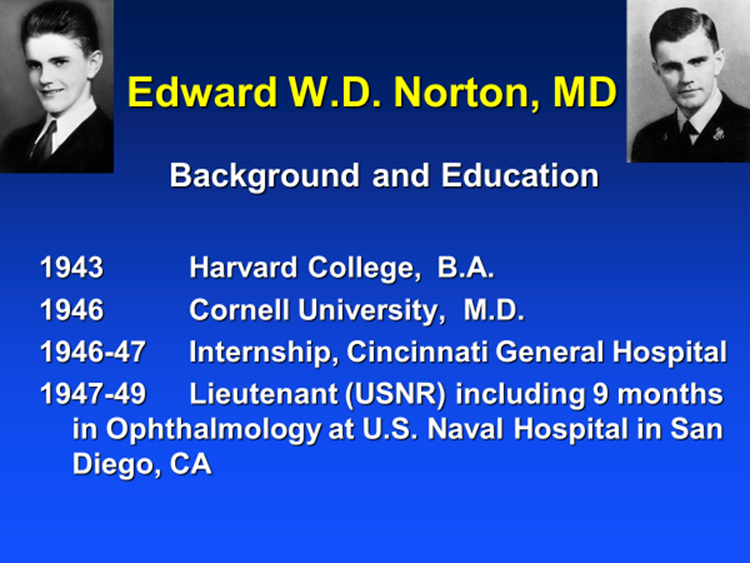 Edward W.D. Norton, MD
Background and Education
1943 Harvard College, B.A.
1946 Cornell University, M.D.
1946-47 Internship, Cincinnati General Hospital
1947-49 Lieutenant (USNR) including 9 months
in Ophthalmology at U.S. Naval Hospital in San
Diego, CA